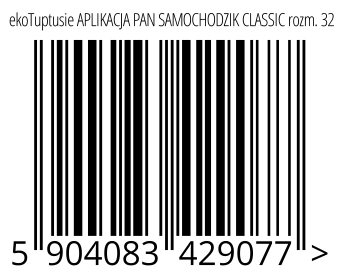 ekoTuptusie APLIKACJA PAN SAMOCHODZIK CLASSIC rozm. 32
5 904083 429077 >